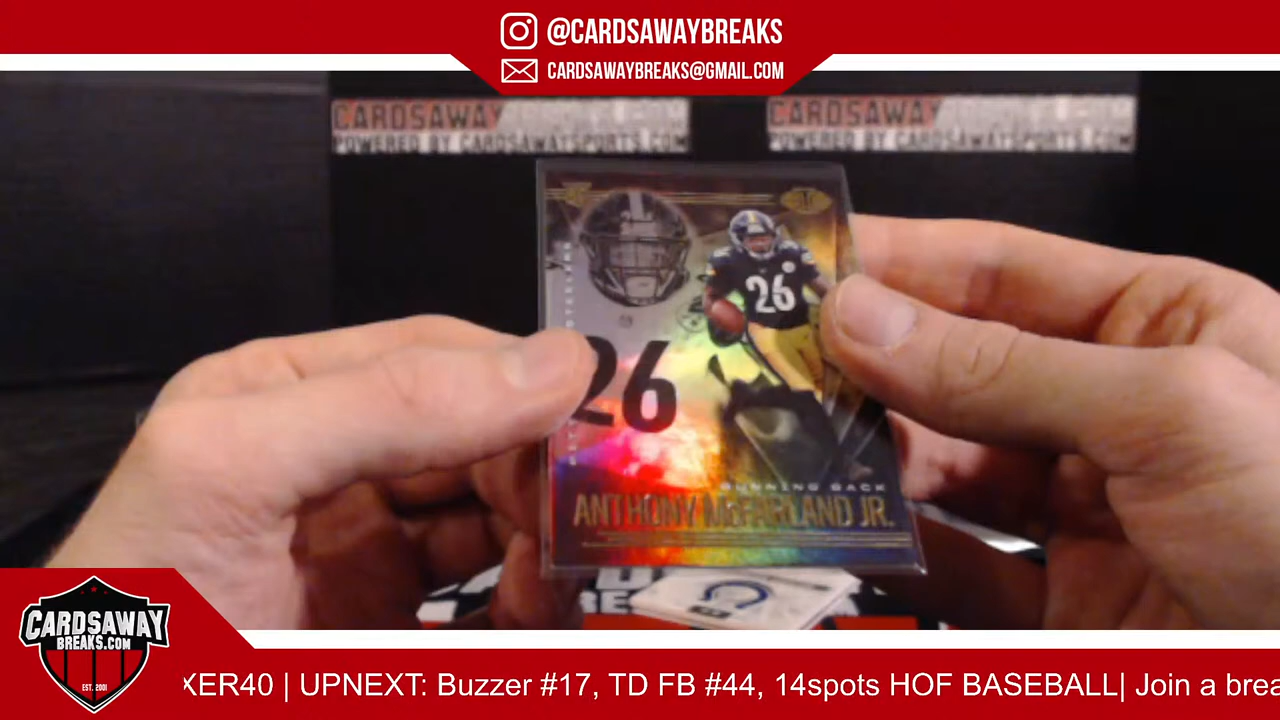 @CARDSAWAYBREAKS
CARDSAWAYBREAKS@GMAIL.COM
CARDSAWAY
POWERED BY CARDSAWAYSPORTS.COM
CARDSAWAY
POWERED BY CARDSAWAYSPORTS.COM
26
26
RUNNING BACK
ANTHONY McFARLAND JR.
CARDSAWAY
BREAKS.COM
EST. 2001
XER40 | UPNEXT: Buzzer #17, TD FB #44, 14spots HOF BASEBALL| Join a brea